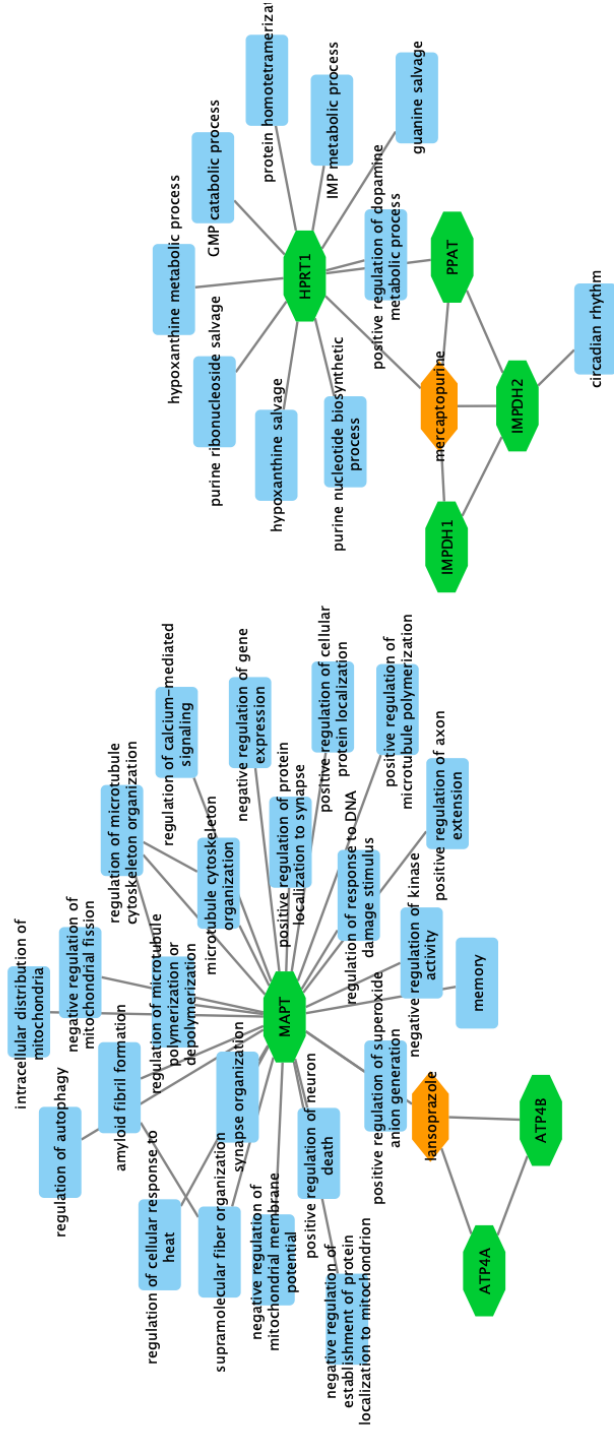 intracellular distribution of
mitochondria
negative regulation of
mitochondrial fission
regulation of autophagy
amyloid fibril formation
regulation of microtubule
cytoskeleton organization
regulation of calcium-mediated
signaling
regulation of microtubule
polymerization or
depolymerization
microtubule cytoskeleton
organization
negative regulation of gene
expression
regulation of cellular response to
heat
synapse organization
supramolecular fiber organization
MAPT
positive regulation of protein
localization to synapse
positive regulation of cellular
protein localization
negative regulation of
mitochondrial membrane
potential
positive regulation of neuron
death
regulation of response to DNA
damage stimulus
positive regulation of
microtubule polymerization
negative regulation of
establishment of protein
localization to mitochondrion
positive regulation of superoxide
anion generation
negative regulation of kinase
activity
positive regulation of axon
extension
memory
lansoprazole
ATP4A
ATP4B
hypoxanthine metabolic process
GMP catabolic process
purine ribonucleoside salvage
protein homotetrameriza
hypoxanthine salvage
HPRT1
IMP metabolic process
purine nucleotide biosynthetic
process
positive regulation of dopamine
metabolic process
guanine salvage
mercaptopurine
PPAT
IMPDH1
IMPDH2
circadian rhythm